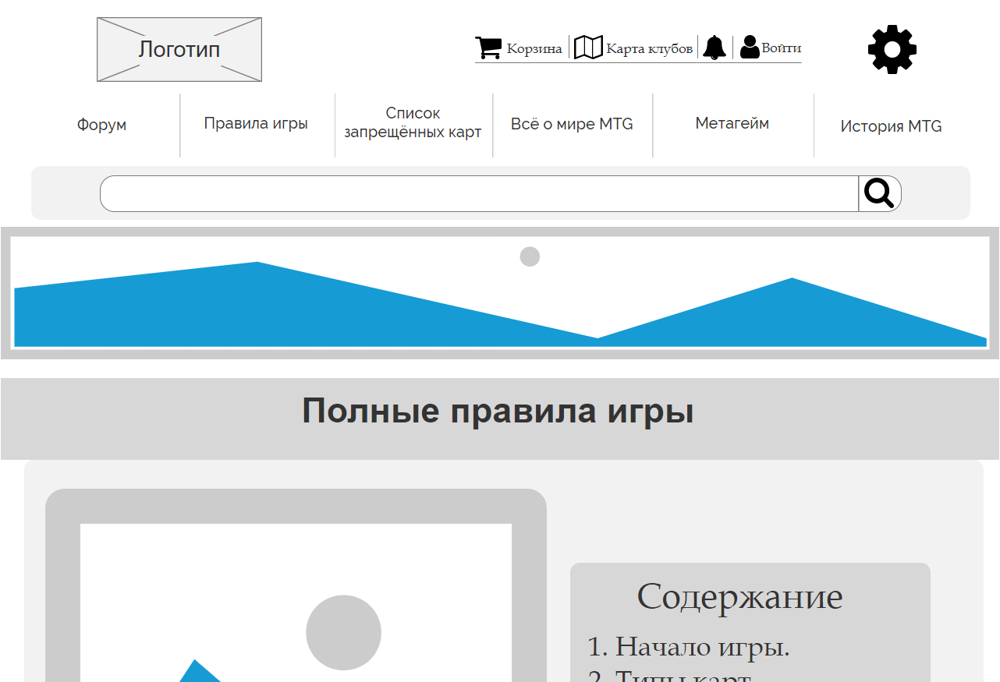 Логотип
Корзина
Карта клубов
Войти
Форум
Правила игры
Список
запрещённых карт
Всё о мире MTG
Метагейм
История MTG
Полные правила игры
Содержание
1. Начало игры.
2. Типы карт